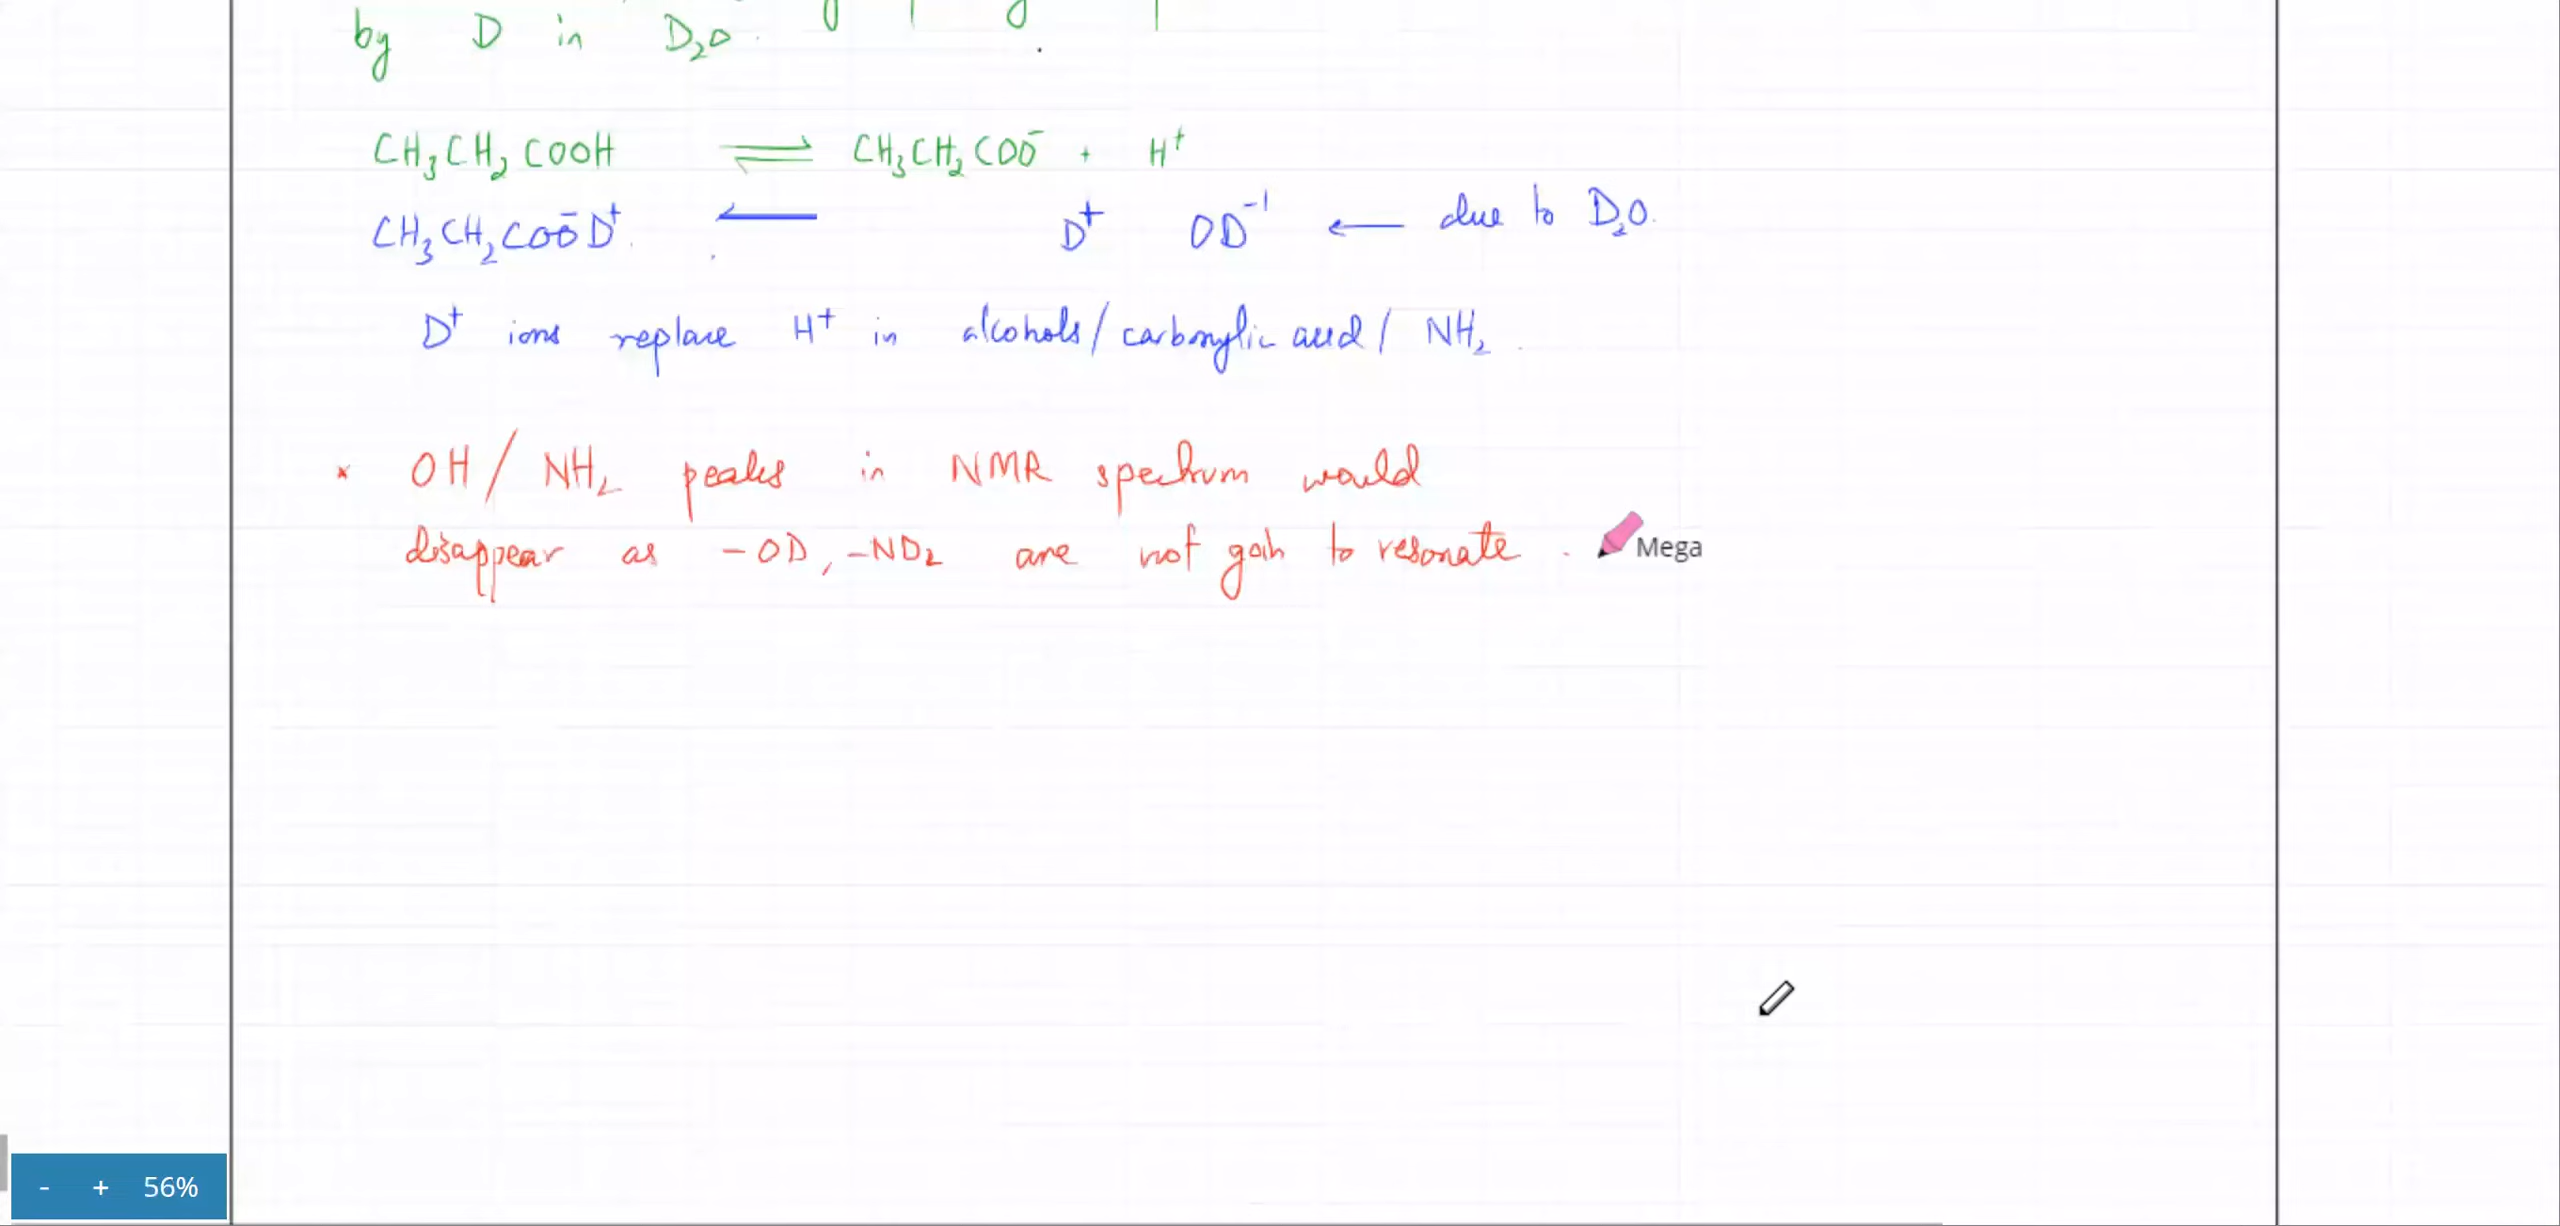 by D in D₂O.
CH₃CH₂COOH ⇌ CH₃CH₂COO⁻ + H⁺
CH₃CH₂COO⁻D⁺. ← D⁺ OD⁻¹ ← due to D₂O.
D⁺ ions replace H⁺ in alcohols/carboxylic acid/ NH₂.
* OH/NH₂ peaks in NMR spectrum would
disappear as -OD, -ND₂ are not goin to resonate.
Mega
- + 56%